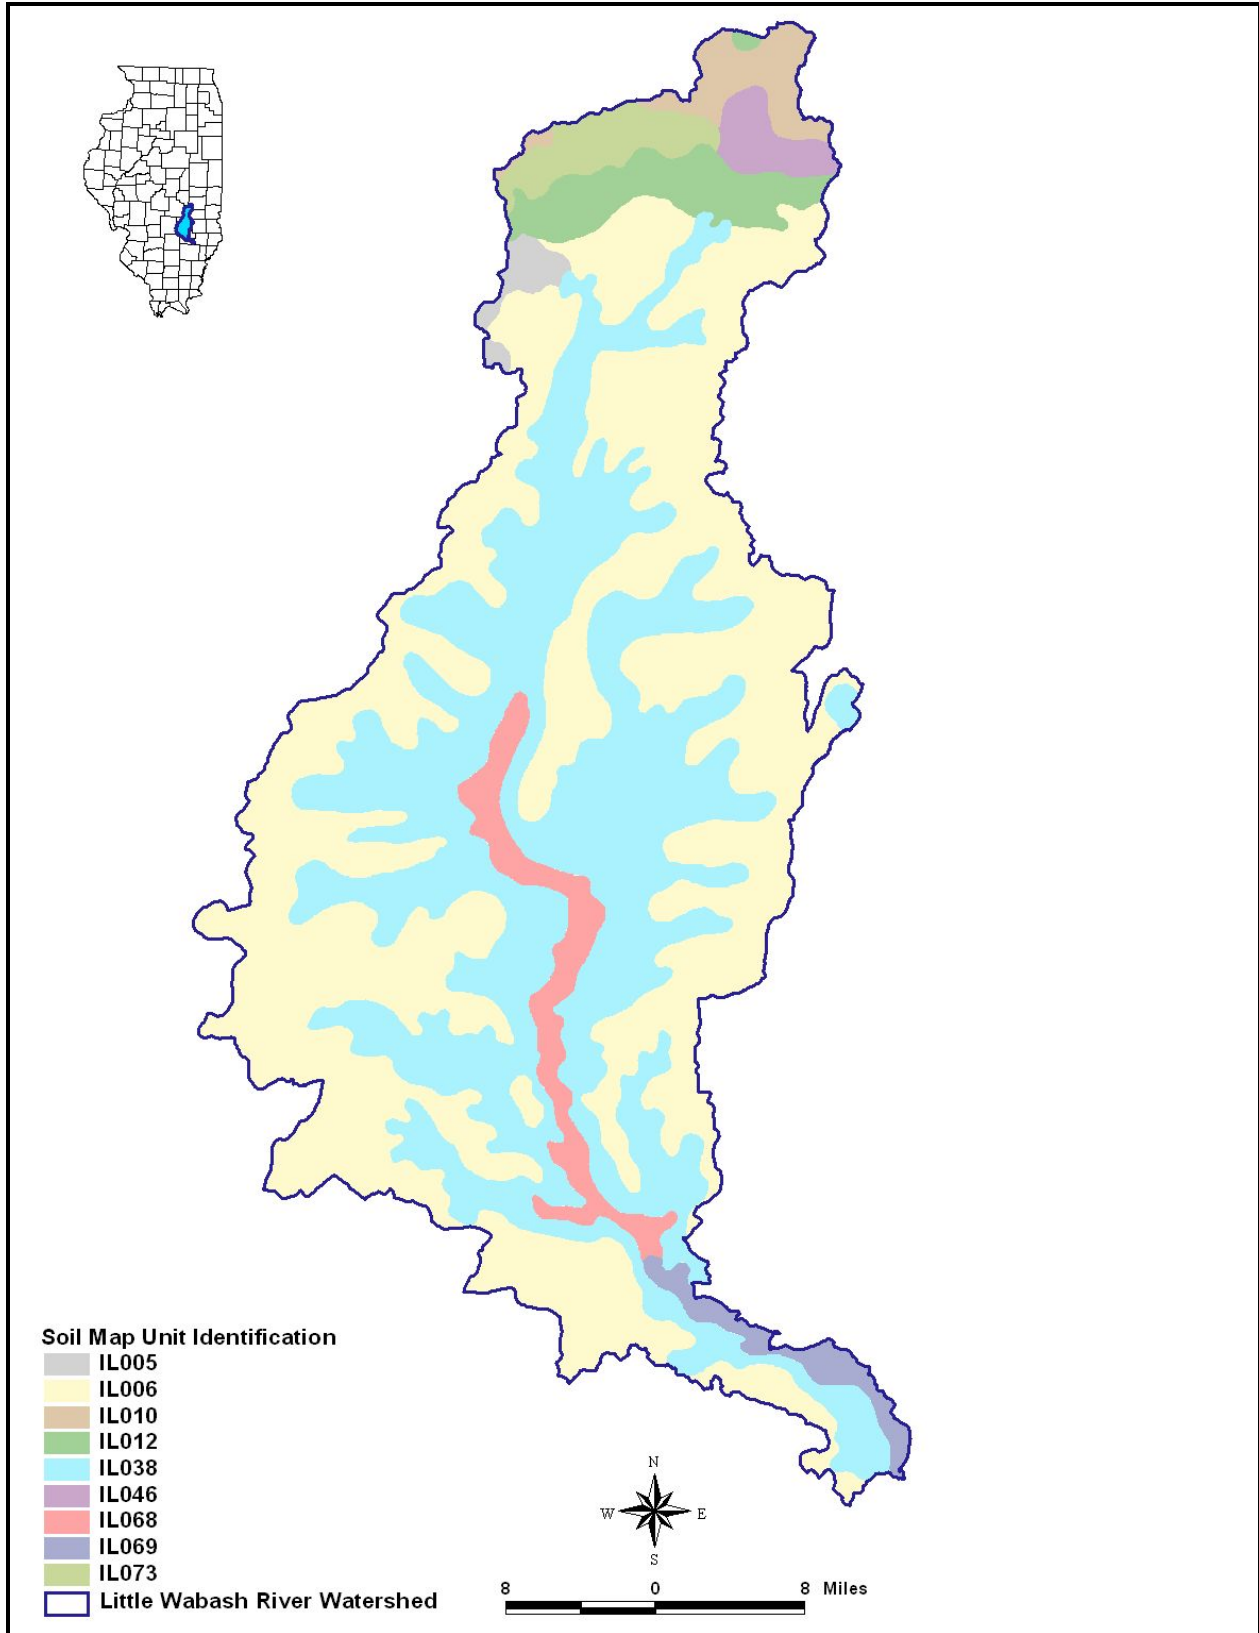 Soil Map Unit Identification
IL005
IL006
IL010
IL012
IL038
IL046
IL068
IL069
IL073
Little Wabash River Watershed
N
W E
S
8 0 8 Miles